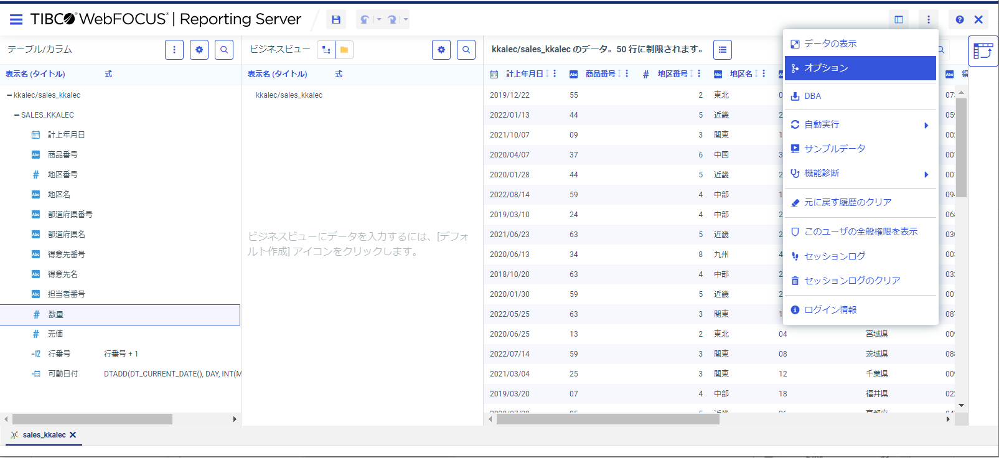 TIBCO® WebFOCUS® | Reporting Server
テーブル/カラム
表示名 (タイトル) 式
kkalec/sales_kkalec
SALES_KKALEC
計上年月日
商品番号
地区番号
地区名
都道府県番号
都道府県名
得意先番号
得意先名
担当者番号
数量
売価
行番号 行番号 + 1
可動日付 DTADD(DT_CURRENT_DATE(), DAY, INT(M
ビジネスビュー
表示名 (タイトル) 式
kkalec/sales_kkalec
ビジネスビューにデータを入力するには、[デフォ
ルト作成] アイコンをクリックします。
kkalec/sales_kkalec のデータ。50 行に制限されます。
計上年月日 商品番号 地区番号 地区名 得
2019/12/22 55 2 東北 0 07
2022/01/13 44 5 近畿 2 05
2021/10/07 09 3 関東 1 00
2020/04/07 37 6 中国 3 00
2020/01/28 44 5 近畿 2 00
2022/08/14 59 4 中部 1 09
2019/03/10 24 4 中部 2 06
2021/06/23 63 5 近畿 2 03
2020/06/13 34 8 九州 4 00
2018/10/20 63 4 中部 2 03
2020/01/30 59 5 近畿 2 00
2022/05/25 63 3 関東 1 08
2020/06/25 13 2 東北 04 宮城県 00
2022/07/14 59 3 関東 08 茨城県 08
2021/03/04 25 3 関東 12 千葉県 00
2019/03/20 07 4 中部 18 福井県 02
データの表示
オプション
DBA
自動実行
サンプルデータ
機能診断
元に戻す履歴のクリア
このユーザの全般権限を表示
セッションログ
セッションログのクリア
ログイン情報
sales_kkalec